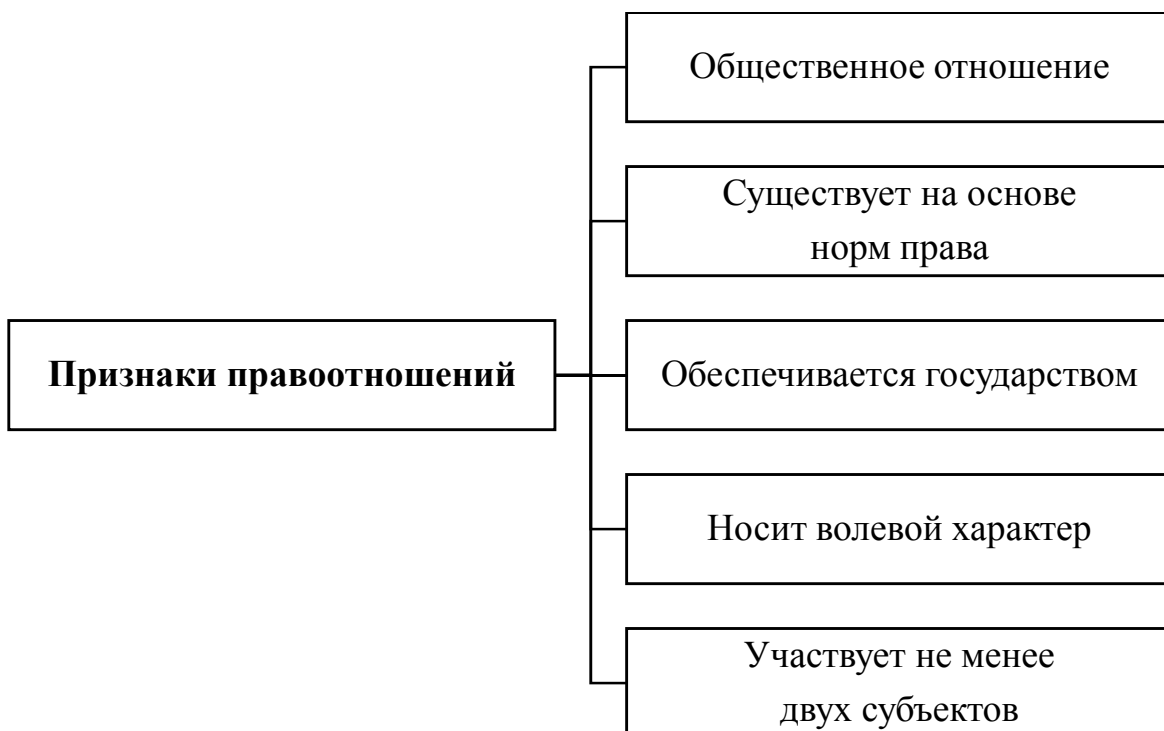 Общественное отношение
Существует на основе
норм права
Признаки правоотношений
Обеспечивается государством
Носит волевой характер
Участвует не менее
двух субъектов